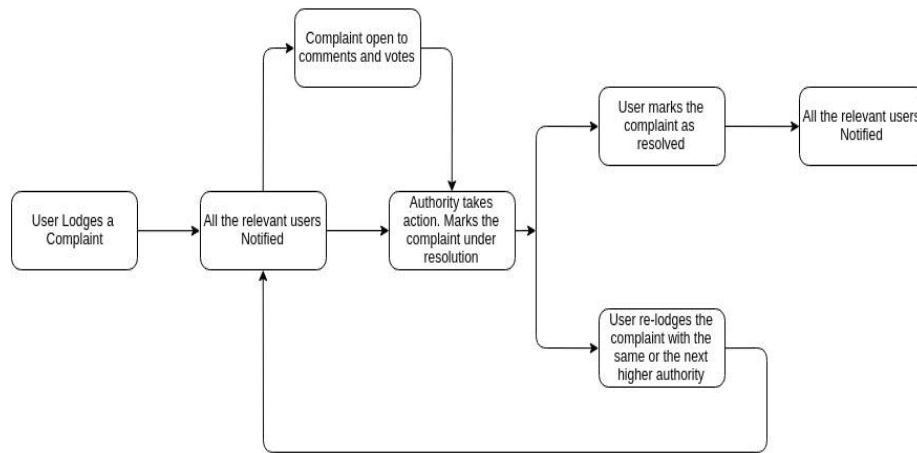 Complaint open to
comments and votes
User marks the
complaint as
resolved
All the relevant users
Notified
User Lodges a
Complaint
All the relevant users
Notified
Authority takes
action. Marks the
complaint under
resolution
User re-lodges the
complaint with the
same or the next
higher authority